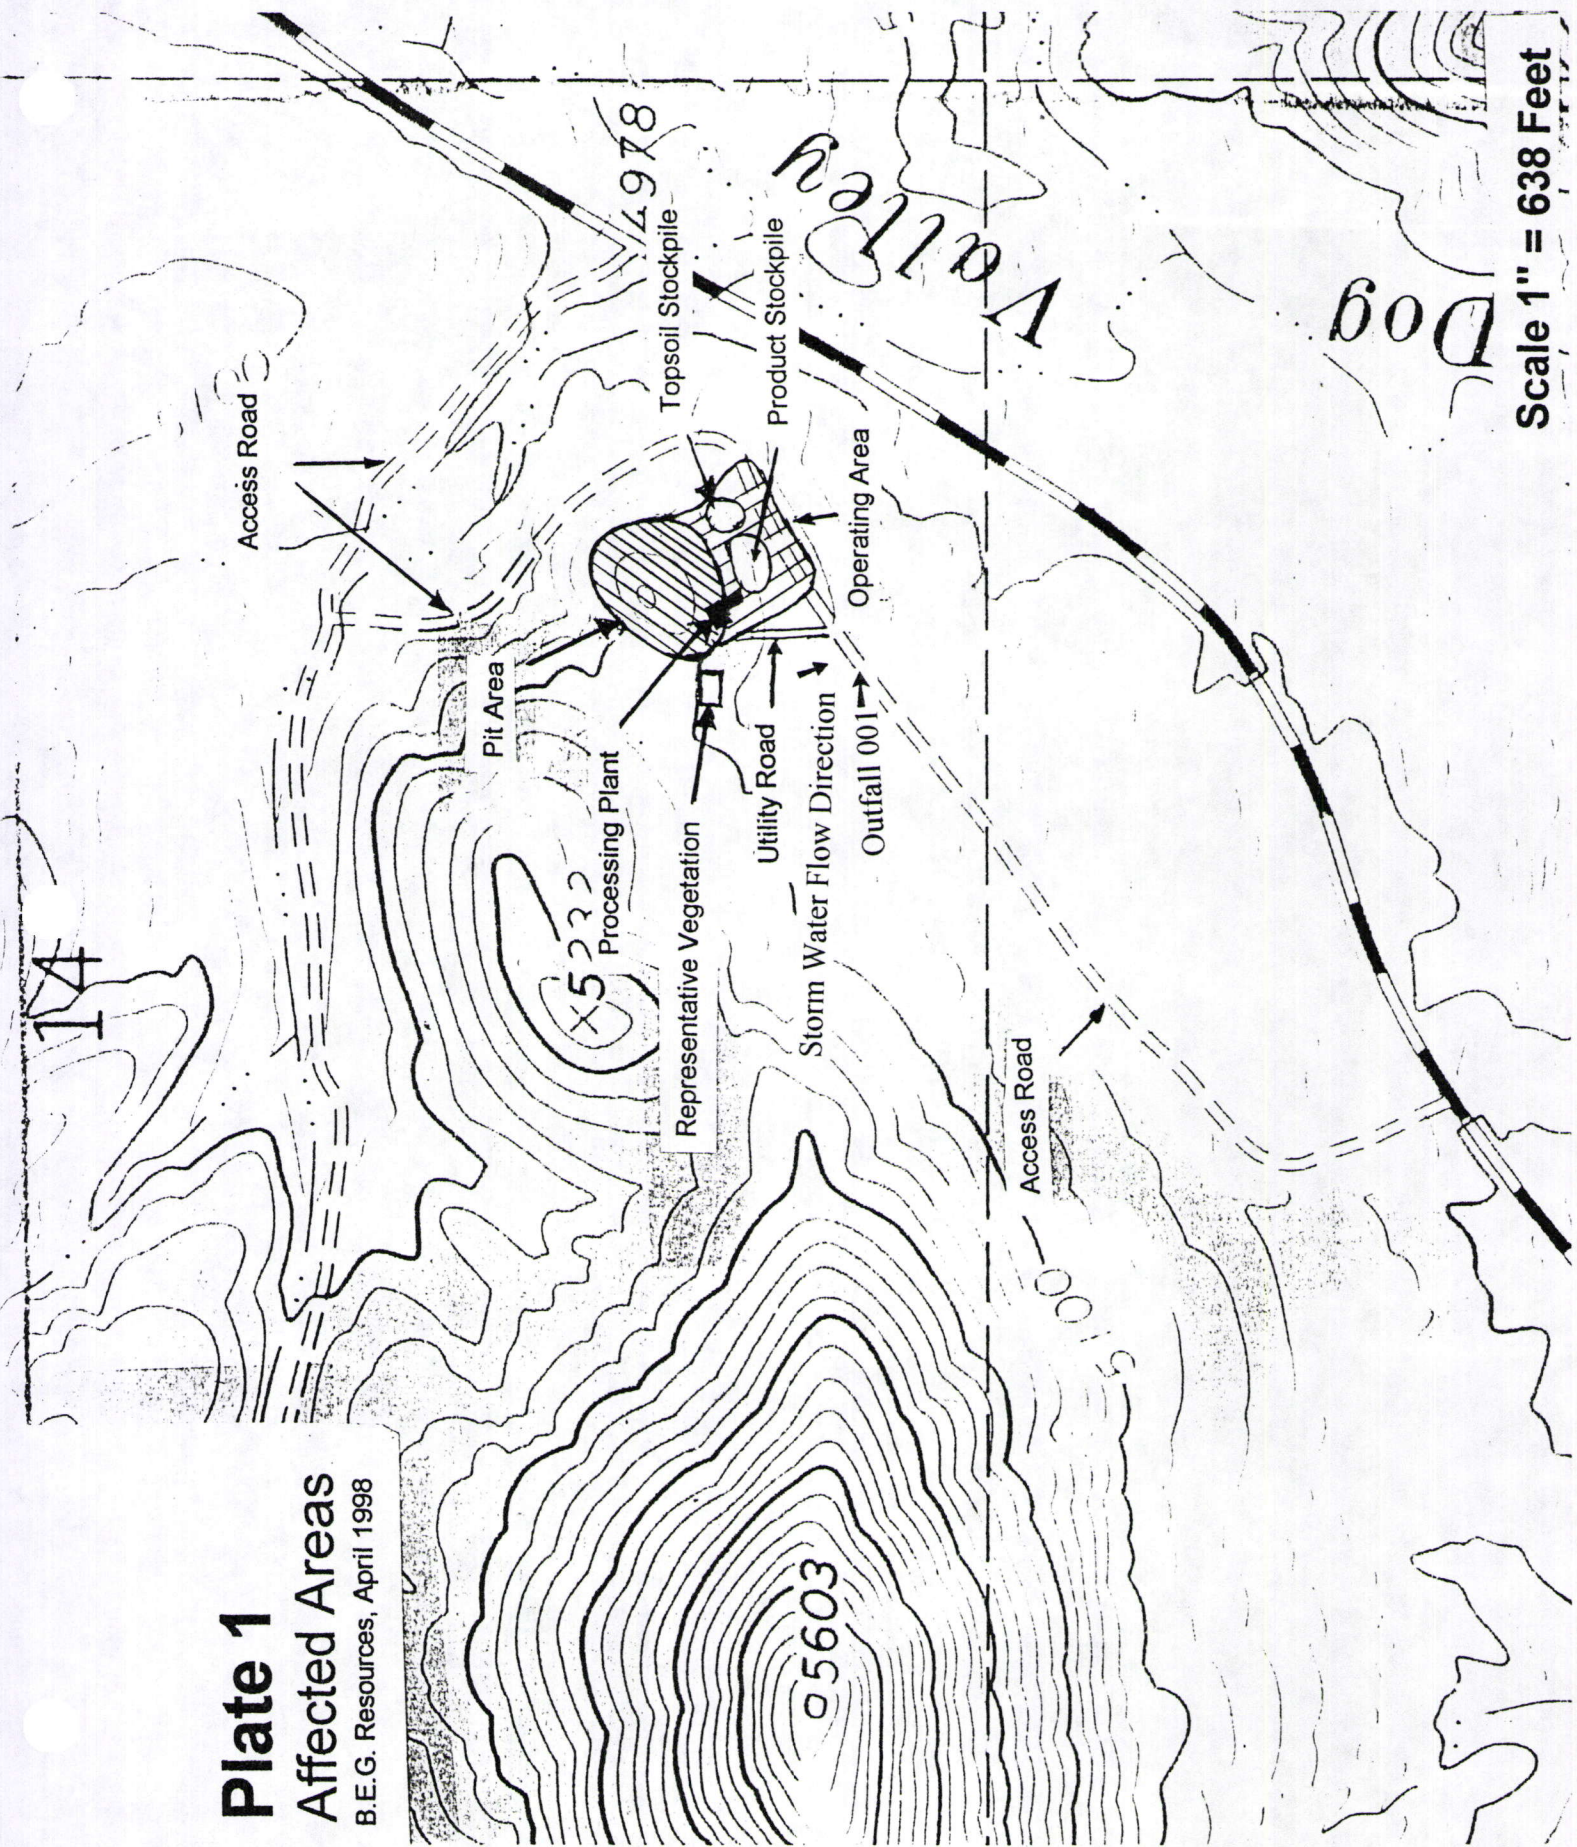 Plate 1
Affected Areas
B.E.G. Resources, April 1998
14
Access Road
Pit Area
4978
Topsoil Stockpile
Product Stockpile
Processing Plant
Representative Vegetation
Utility Road
Operating Area
Storm Water Flow Direction
Outfall 001
Access Road
5603
5100
Dog
Valley
Scale 1" = 638 Feet